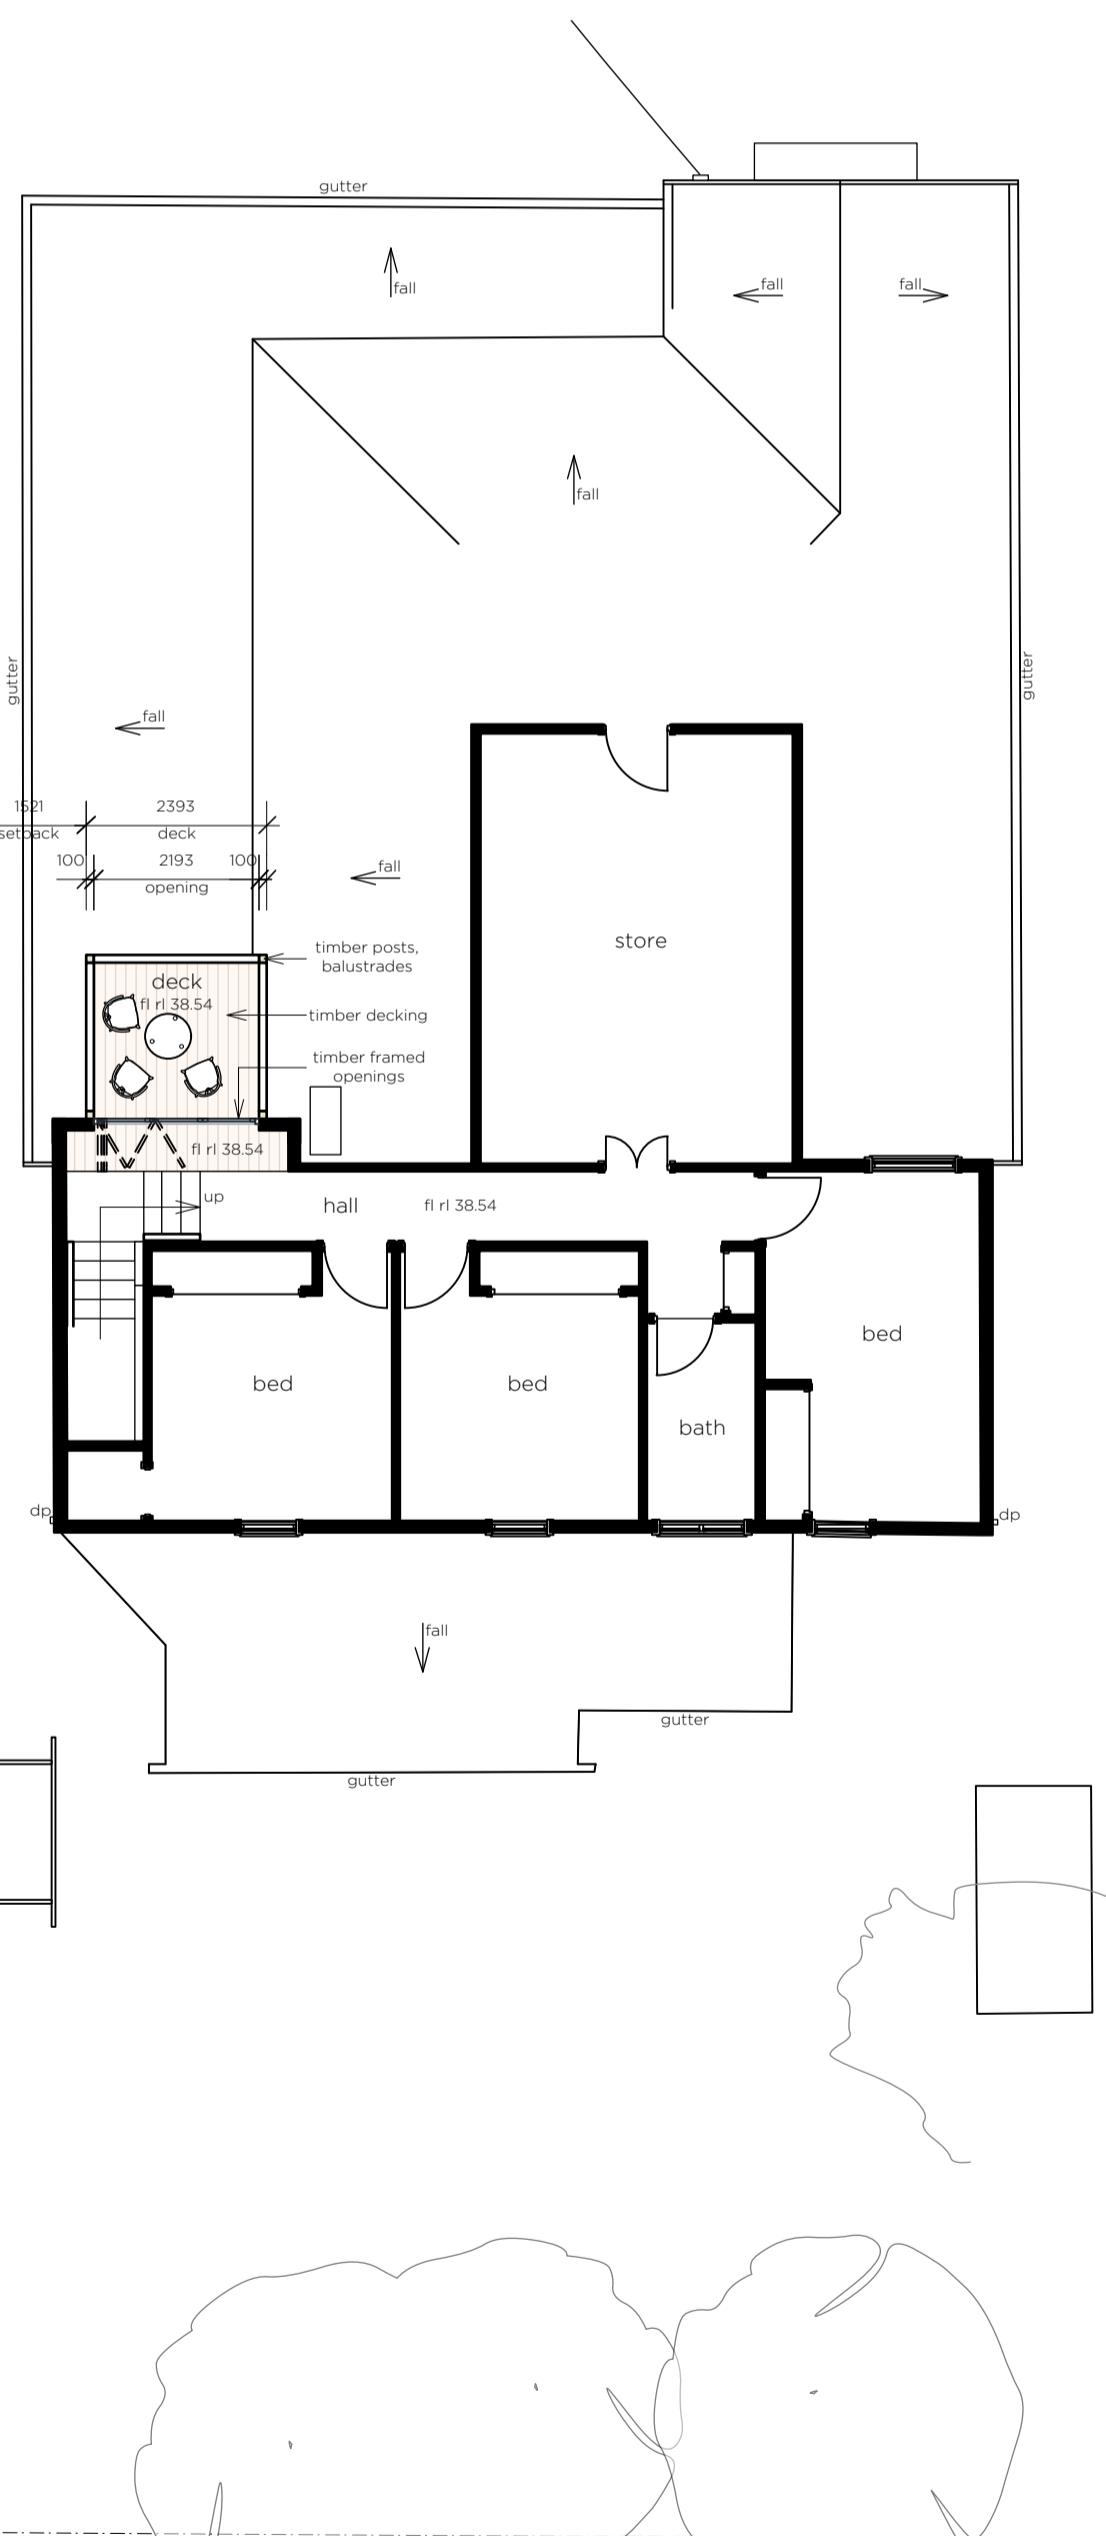 gutter
fall
fall
fall
fall
gutter
gutter
fall
1521
2393
setback
deck
100
2193
100
opening
fall
store
timber posts,
balustrades
deck
fl rl 38.54
timber decking
timber framed
openings
fl rl 38.54
up
hall
fl rl 38.54
bed
bed
bed
bath
dp
dp
fall
gutter
gutter